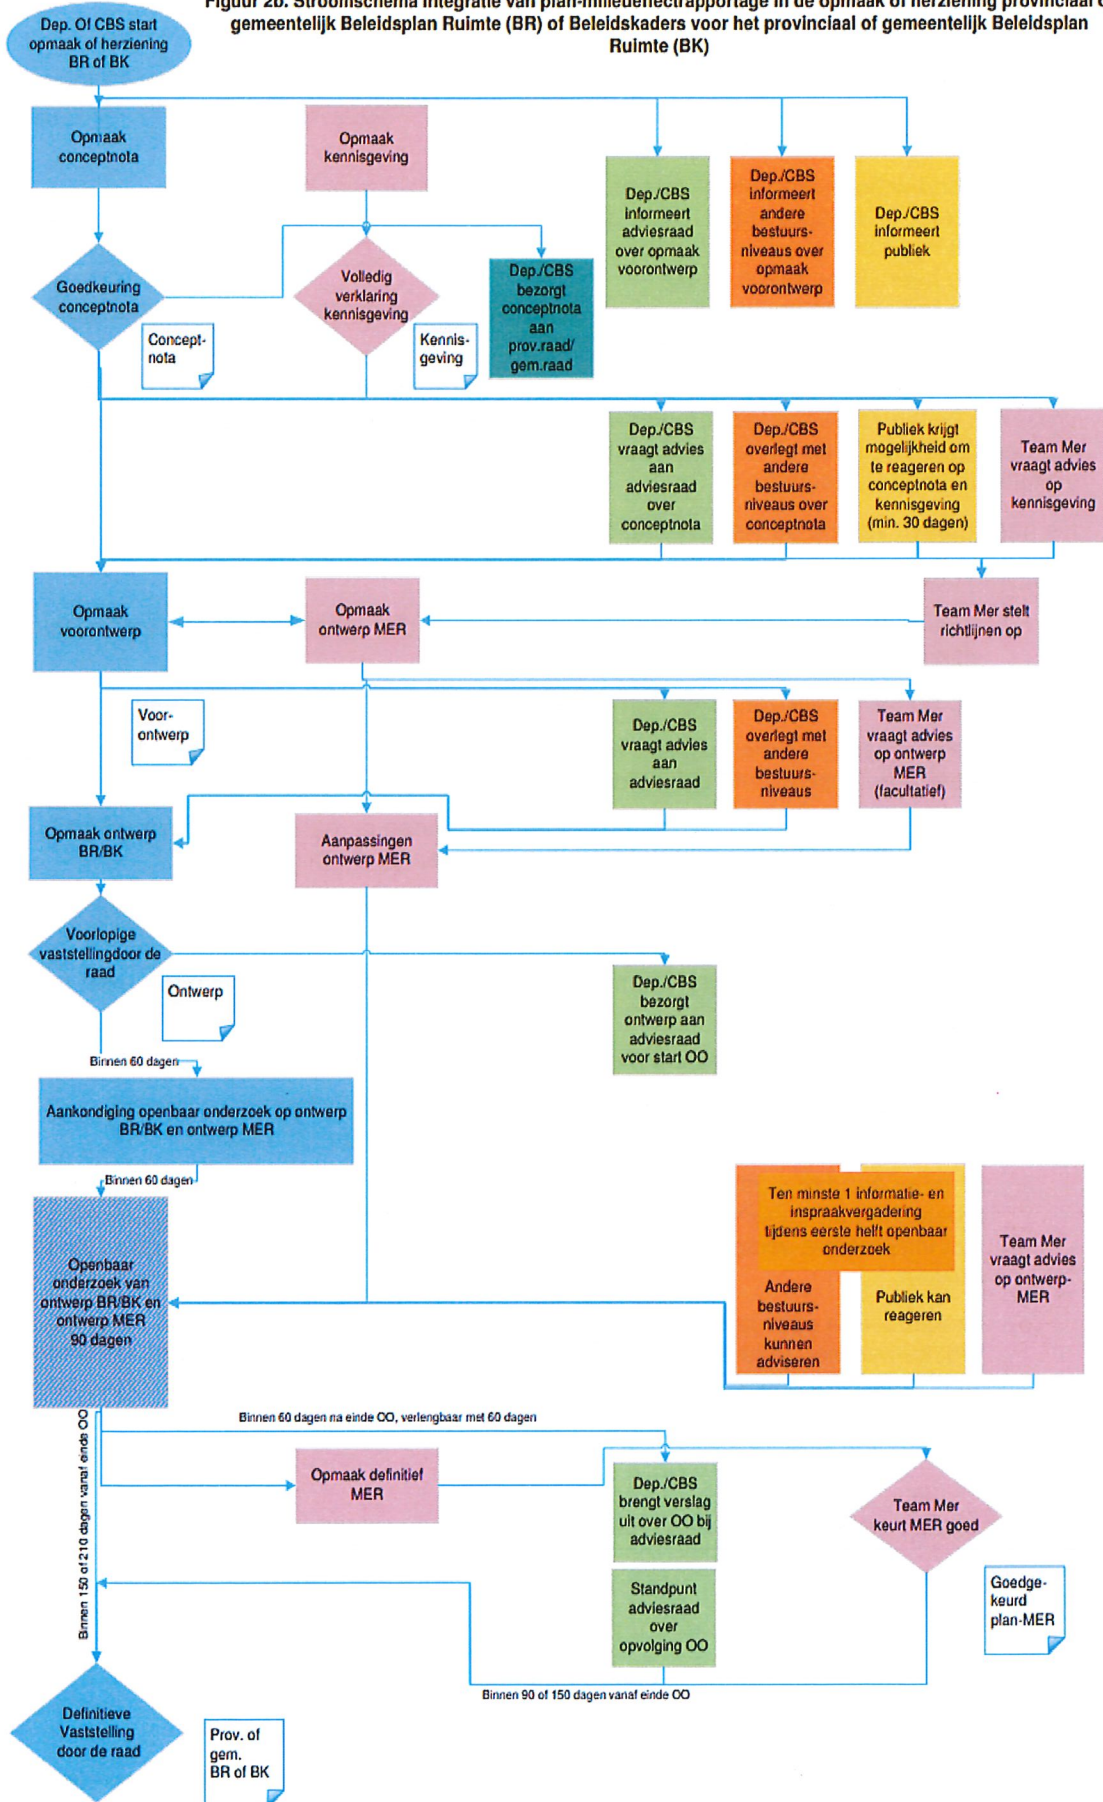 Figuur 2b. Stroomschema integratie van plan-milieueffectrapportage in de opmaak of herziening provinciaal
gemeentelijk Beleidsplan Ruimte (BR) of Beleidskaders voor het provinciaal of gemeentelijk Beleidsplan
Ruimte (BK)
Dep. Of CBS start
opmaak of herziening
BR of BK
Opmaak
conceptnota
Opmaak
kennisgeving
Dep./CBS
informeert
adviesraad
over opmaak
voorontwerp
Dep./CBS
informeert
andere
bestuurs-
niveaus over
opmaak
voorontwerp
Dep./CBS
informeert
publiek
Goedkeuring
conceptnota
Volledig
verklaring
kennisgeving
Dep./CBS
bezorgt
conceptnota
aan
prov.raad/
gem.raad
Concept-
nota
Kennis-
geving
Dep./CBS
vraagt advies
aan
adviesraad
over
conceptnota
Dep./CBS
overlegt met
andere
bestuurs-
niveaus over
conceptnota
Publiek krijgt
mogelijkheid om
te reageren op
conceptnota en
kennisgeving
(min. 30 dagen)
Team Mer
vraagt advies
op
kennisgeving
Opmaak
voorontwerp
Opmaak
ontwerp MER
Team Mer stelt
richtlijnen op
Voor-
ontwerp
Dep./CBS
vraagt advies
aan
adviesraad
Dep./CBS
overlegt met
andere
bestuurs-
niveaus
Team Mer
vraagt advies
op ontwerp
MER
(facultatief)
Opmaak ontwerp
BR/BK
Aanpassingen
ontwerp MER
Voorlopige
vaststellingdoor de
raad
Ontwerp
Dep./CBS
bezorgt
ontwerp aan
adviesraad
voor start OO
Binnen 60 dagen
Aankondiging openbaar onderzoek op ontwerp
BR/BK en ontwerp MER
Binnen 60 dagen
Openbaar
onderzoek van
ontwerp BR/BK en
ontwerp MER
90 dagen
Ten minste 1 informatie- en
inspraakvergadering
tijdens eerste helft openbaar
onderzoek
Andere
bestuurs-
niveaus
kunnen
adviseren
Publiek kan
reageren
Team Mer
vraagt advies
op ontwerp-
MER
Binnen 60 dagen na einde OO, verlengbaar met 60 dagen
Binnen 150 of 210 dagen vanaf einde OO
Opmaak definitief
MER
Dep./CBS
brengt verslag
uit over OO bij
adviesraad
Team Mer
keurt MER goed
Standpunt
adviesraad
over
opvolging OO
Goedge-
keurd
plan-MER
Binnen 90 of 150 dagen vanaf einde OO
Definitieve
Vaststelling
door de raad
Prov. of
gem.
BR of BK